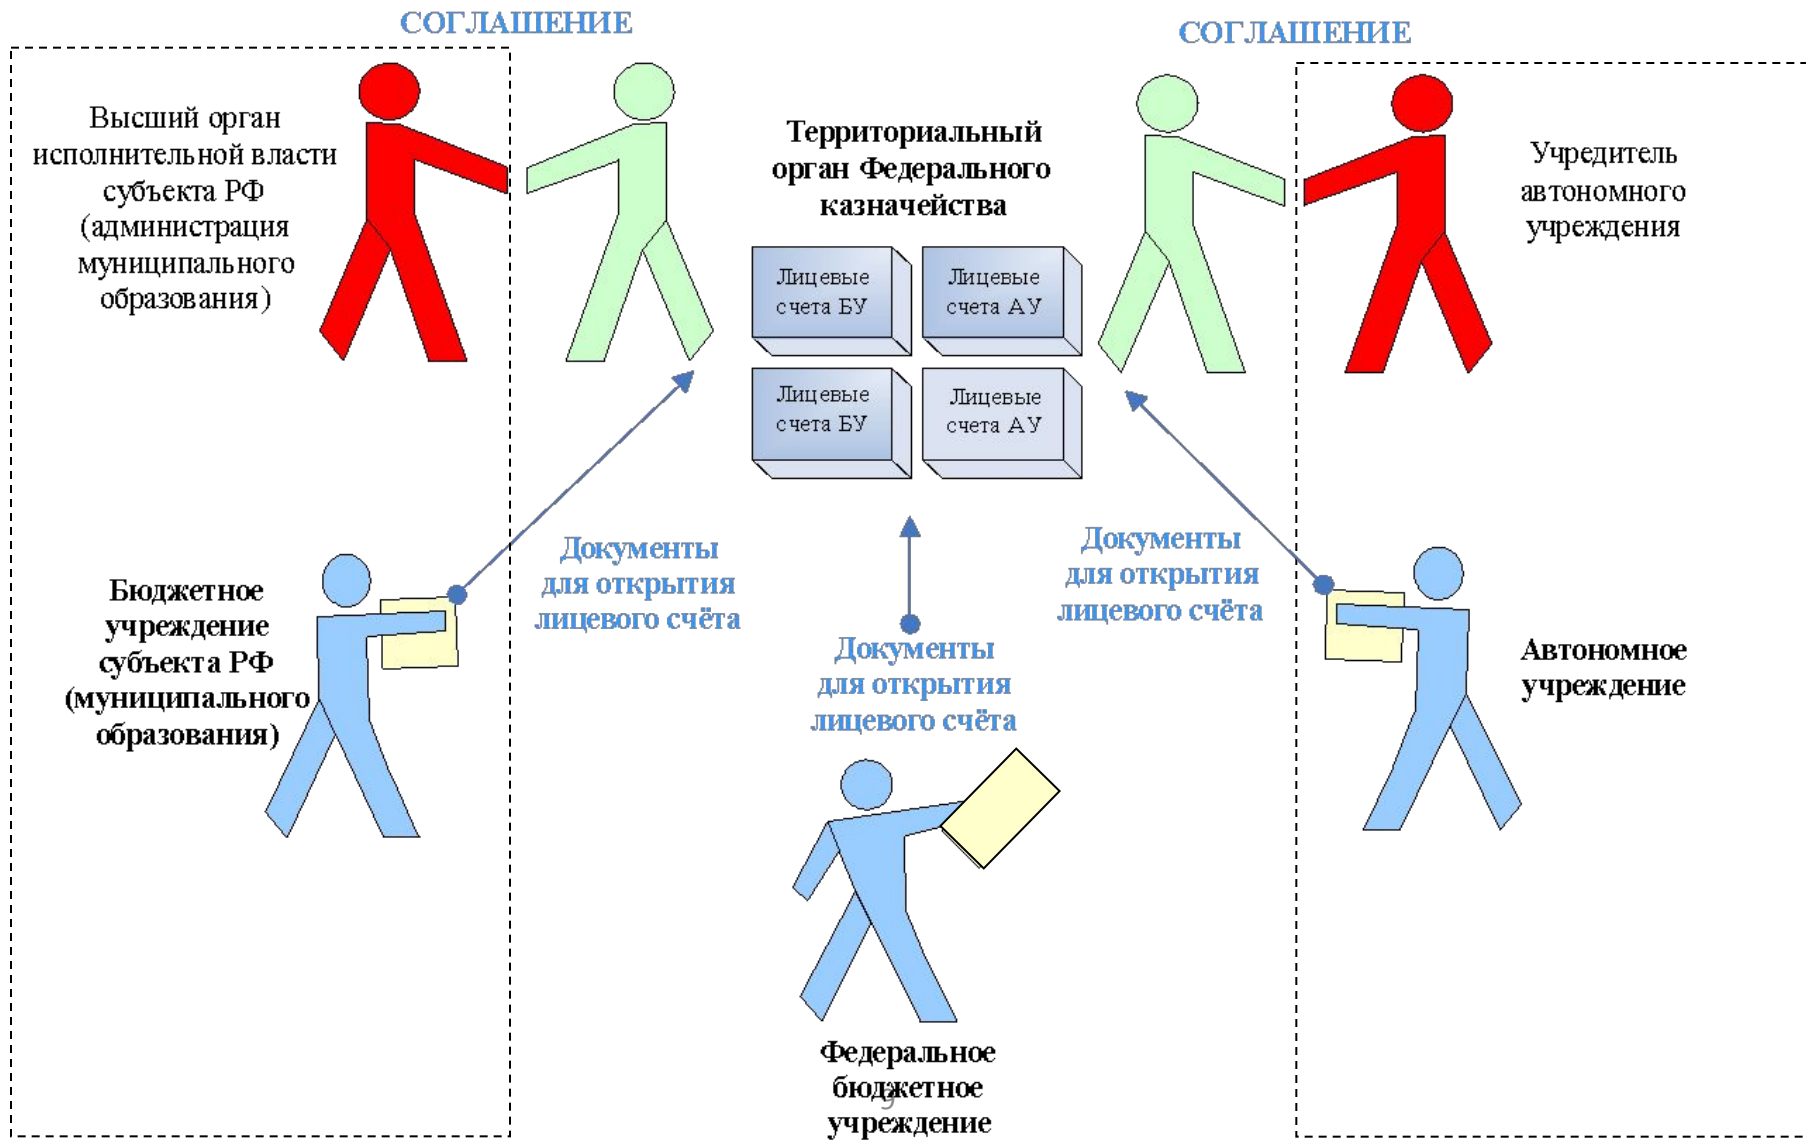 СОГЛАШЕНИЕ
СОГЛАШЕНИЕ
Высший орган
исполнительной власти
субъекта РФ
(администрация
муниципального
образования)
Территориальный
орган Федерального
казначейства
Учредитель
автономного
учреждения
Лицевые
счета БУ
Лицевые
счета АУ
Лицевые
счета БУ
Лицевые
счета АУ
Документы
для открытия
лицевого счёта
Документы
для открытия
лицевого счёта
Бюджетное
учреждение
субъекта РФ
(муниципального
образования)
Документы
для открытия
лицевого счёта
Автономное
учреждение
Федеральное
бюджетное
учреждение
9